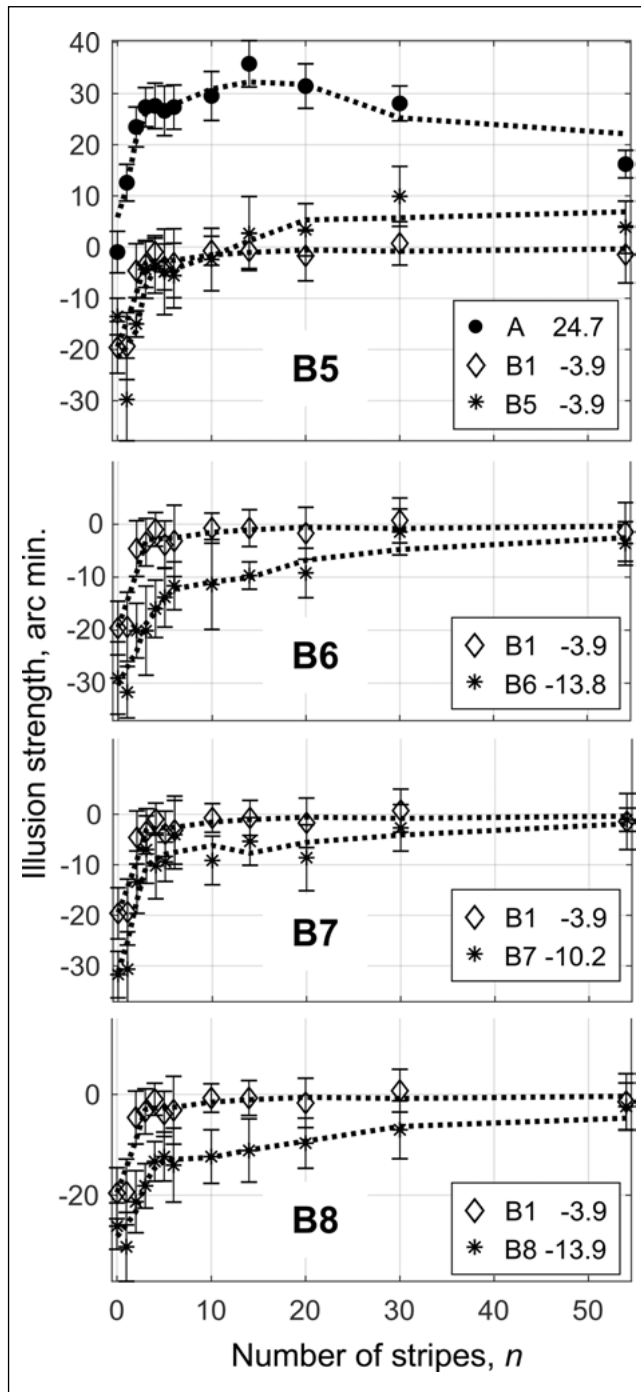 Illusion strength, arc min.
40
30
20
10
0
-10
-20
-30
B5
A 24.7
B1 -3.9
B5 -3.9
0
-10
-20
-30
B6
B1 -3.9
B6 -13.8
0
-10
-20
-30
B7
B1 -3.9
B7 -10.2
0
-20
B8
B1 -3.9
B8 -13.9
0 10 20 30 40 50
Number of stripes, n